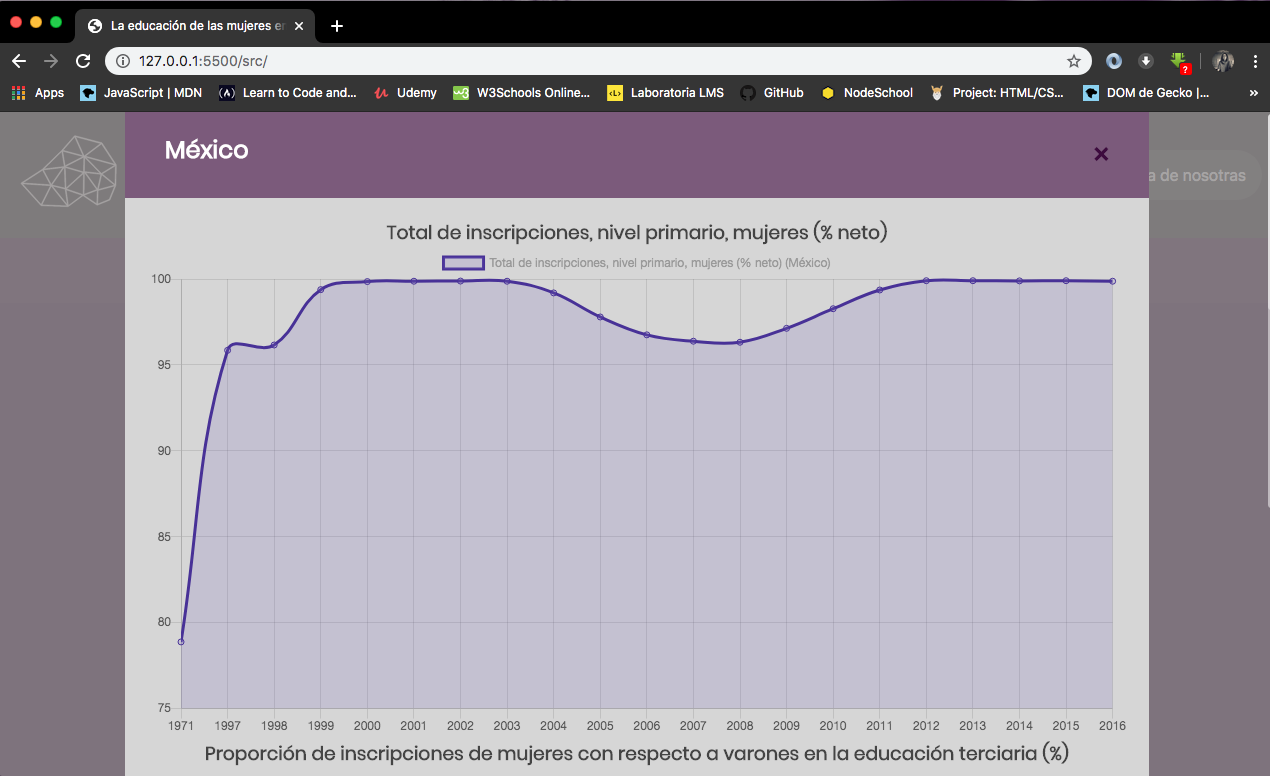 La educación de las mujeres en
127.0.0.1:5500/src/
Apps JavaScript | MDN Learn to Code and... Udemy W3Schools Online... Laboratoria LMS GitHub NodeSchool Project: HTML/CS... DOM de Gecko |... »
México
a de nosotras
Total de inscripciones, nivel primario, mujeres (% neto)
Total de inscripciones, nivel primario, mujeres (% neto) (México)
100
95
90
85
80
75
1971 1997 1998 1999 2000 2001 2002 2003 2004 2005 2006 2007 2008 2009 2010 2011 2012 2013 2014 2015 2016
Proporción de inscripciones de mujeres con respecto a varones en la educación terciaria (%)